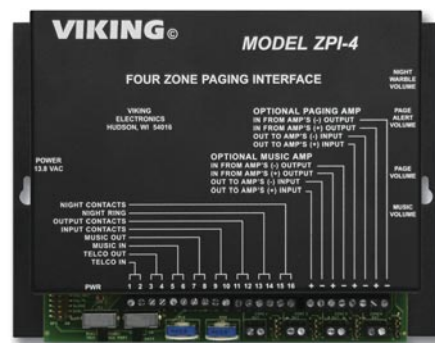 VIKING©
MODEL ZPI-4
FOUR ZONE PAGING INTERFACE
NIGHT
WARBLE
VOLUME
VIKING
ELECTRONICS
HUDSON, WI 54016
OPTIONAL PAGING AMP
IN FROM AMP'S (-) OUTPUT
IN FROM AMP'S (+) OUTPUT
OUT TO AMP'S (-) INPUT
OUT TO AMP'S (+) INPUT
PAGE
ALERT
VOLUME
POWER
13.8 VAC
OPTIONAL MUSIC AMP
IN FROM AMP'S (-) OUTPUT
IN FROM AMP'S (+) OUTPUT
OUT TO AMP'S (-) INPUT
OUT TO AMP'S (+) INPUT
PAGE
VOLUME
MUSIC
VOLUME
NIGHT CONTACTS
NIGHT RING
OUTPUT CONTACTS
INPUT CONTACTS
MUSIC OUT
MUSIC IN
TELCO OUT
TELCO IN
PWR 1 2 3 4 5 6 7 8 9 10 11 12 13 14 15 16 + - + - + - + -